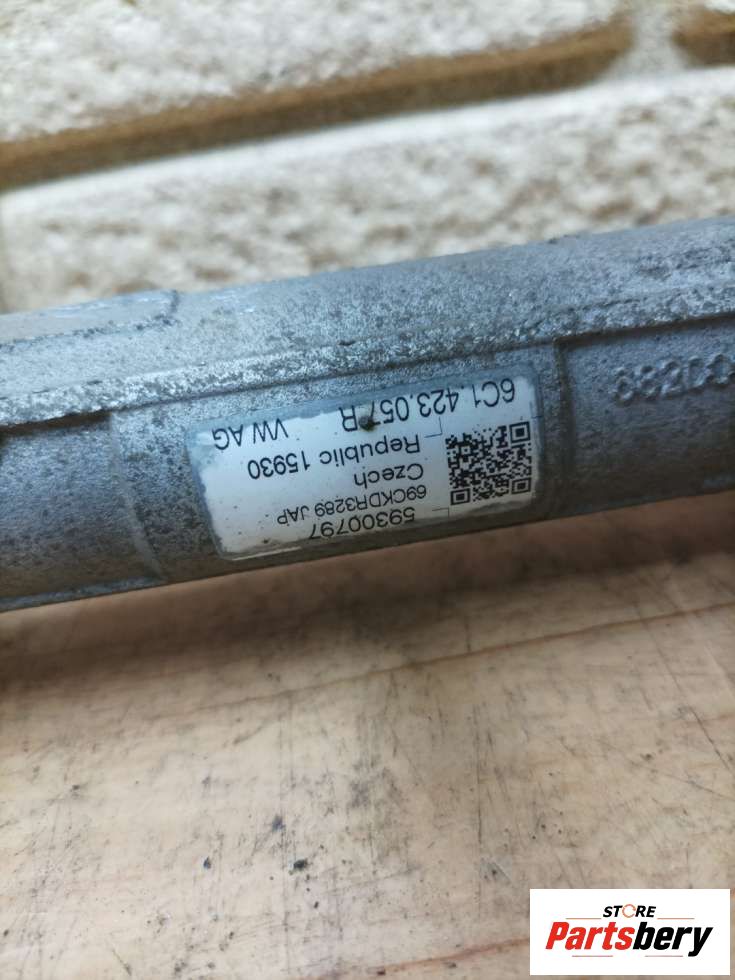 59300797
69CKDR3289 JAP
Czech
Republic 15930
6C1.423.057.R VW AG
STORE
Partsbery